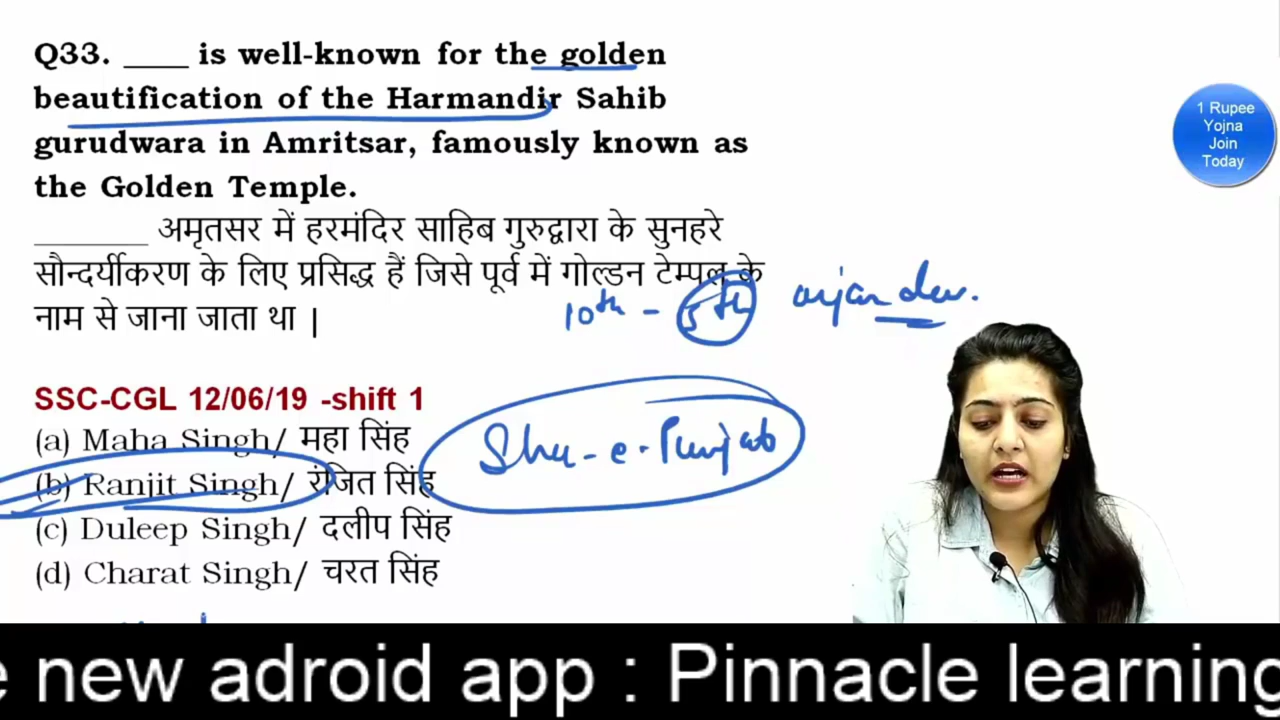 Q33. ____ is well-known for the golden
beautification of the Harmandir Sahib
gurudwara in Amritsar, famously known as
the Golden Temple.
_______ अमृतसर में हरमंदिर साहिब गुरुद्वारा के सुनहरे
सौन्दर्यीकरण के लिए प्रसिद्ध हैं जिसे पूर्व में गोल्डन टेम्पल के
नाम से जाना जाता था |
10th - 5th arjan dev.
SSC-CGL 12/06/19 -shift 1
(a) Maha Singh/ महा सिंह
(b) Ranjit Singh/ रंजित सिंह
(c) Duleep Singh/ दलीप सिंह
(d) Charat Singh/ चरत सिंह
Sher-e-Punjab
1 Rupee
Yojna
Join
Today
e new adroid app : Pinnacle learning